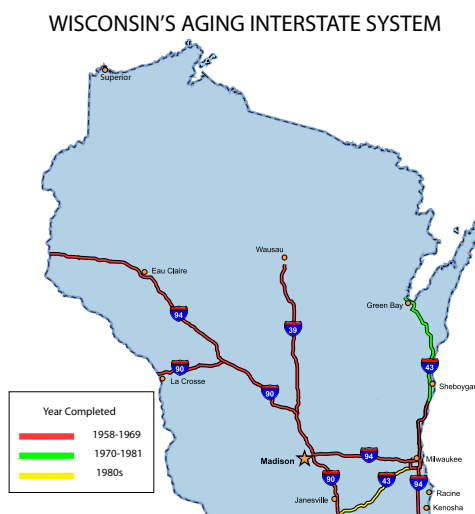 WISCONSIN'S AGING INTERSTATE SYSTEM
Superior
Wausau
Eau Claire
94
Green Bay
39
90
43
La Crosse
Sheboygan
90
Year Completed
1958-1969
1970-1981
1980s
Madison
94
Milwaukee
90
43
94
Janesville
Racine
Kenosha